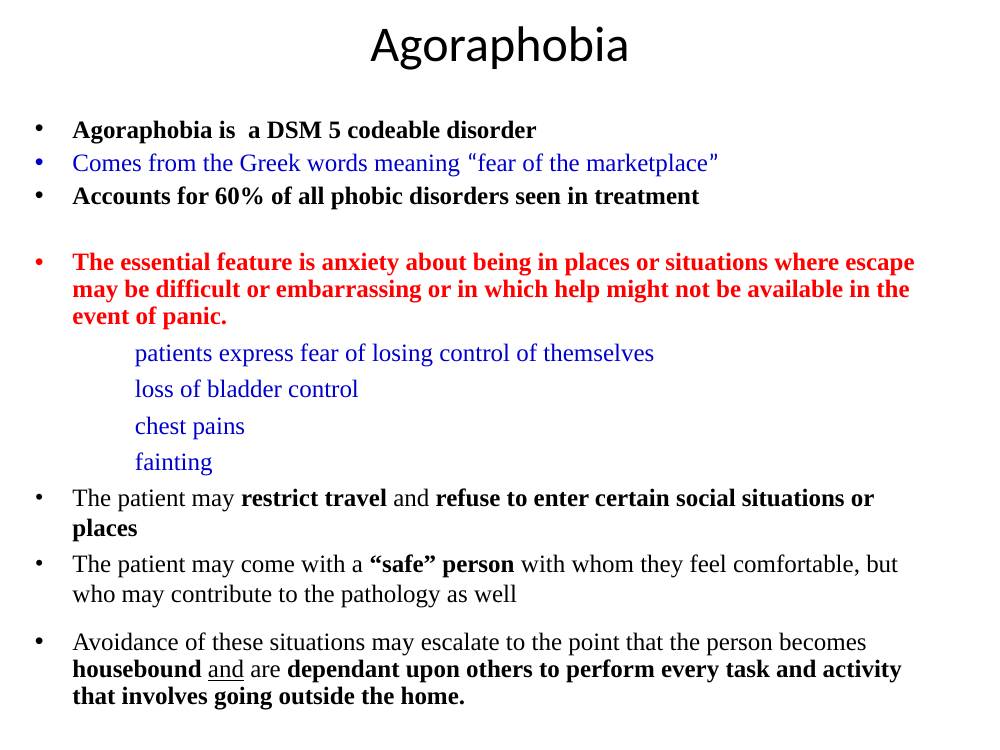 Agoraphobia
• Agoraphobia is  a DSM 5 codeable disorder
• Comes from the Greek words meaning “fear of the marketplace”
• Accounts for 60% of all phobic disorders seen in treatment
• The essential feature is anxiety about being in places or situations where escape
may be difficult or embarrassing or in which help might not be available in the
event of panic.
patients express fear of losing control of themselves
loss of bladder control
chest pains
fainting
• The patient may restrict travel and refuse to enter certain social situations or
places
• The patient may come with a “safe” person with whom they feel comfortable, but
who may contribute to the pathology as well
• Avoidance of these situations may escalate to the point that the person becomes
housebound and are dependant upon others to perform every task and activity
that involves going outside the home.